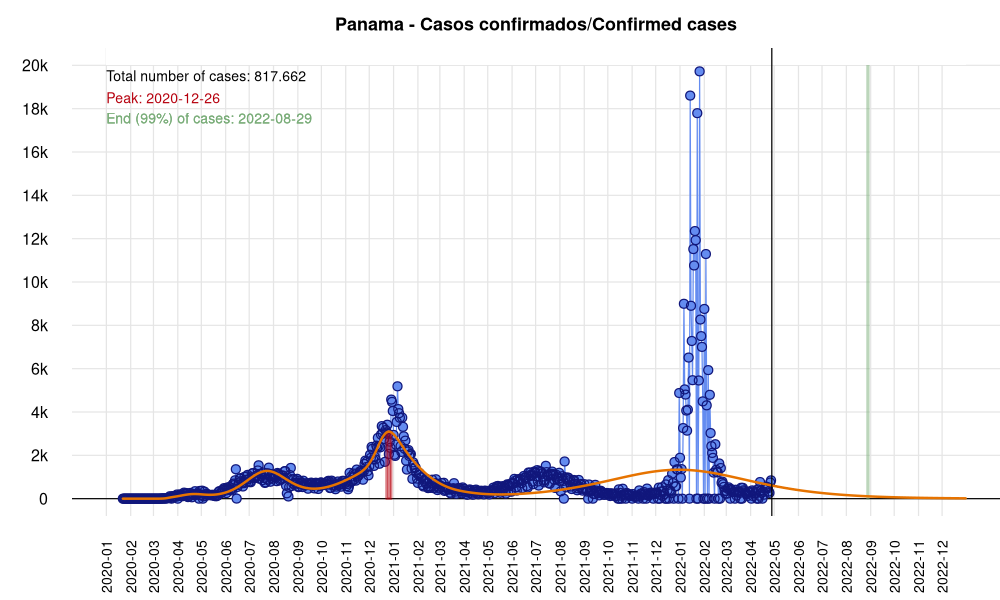 Panama - Casos confirmados/Confirmed cases
Total number of cases: 817.662
Peak: 2020-12-26
End (99%) of cases: 2022-08-29
20k
18k
16k
14k
12k
10k
8k
6k
4k
2k
0
2020-01
2020-02
2020-03
2020-04
2020-05
2020-06
2020-07
2020-08
2020-09
2020-10
2020-11
2020-12
2021-01
2021-02
2021-03
2021-04
2021-05
2021-06
2021-07
2021-08
2021-09
2021-10
2021-11
2021-12
2022-01
2022-02
2022-03
2022-04
2022-05
2022-06
2022-07
2022-08
2022-09
2022-10
2022-11
2022-12